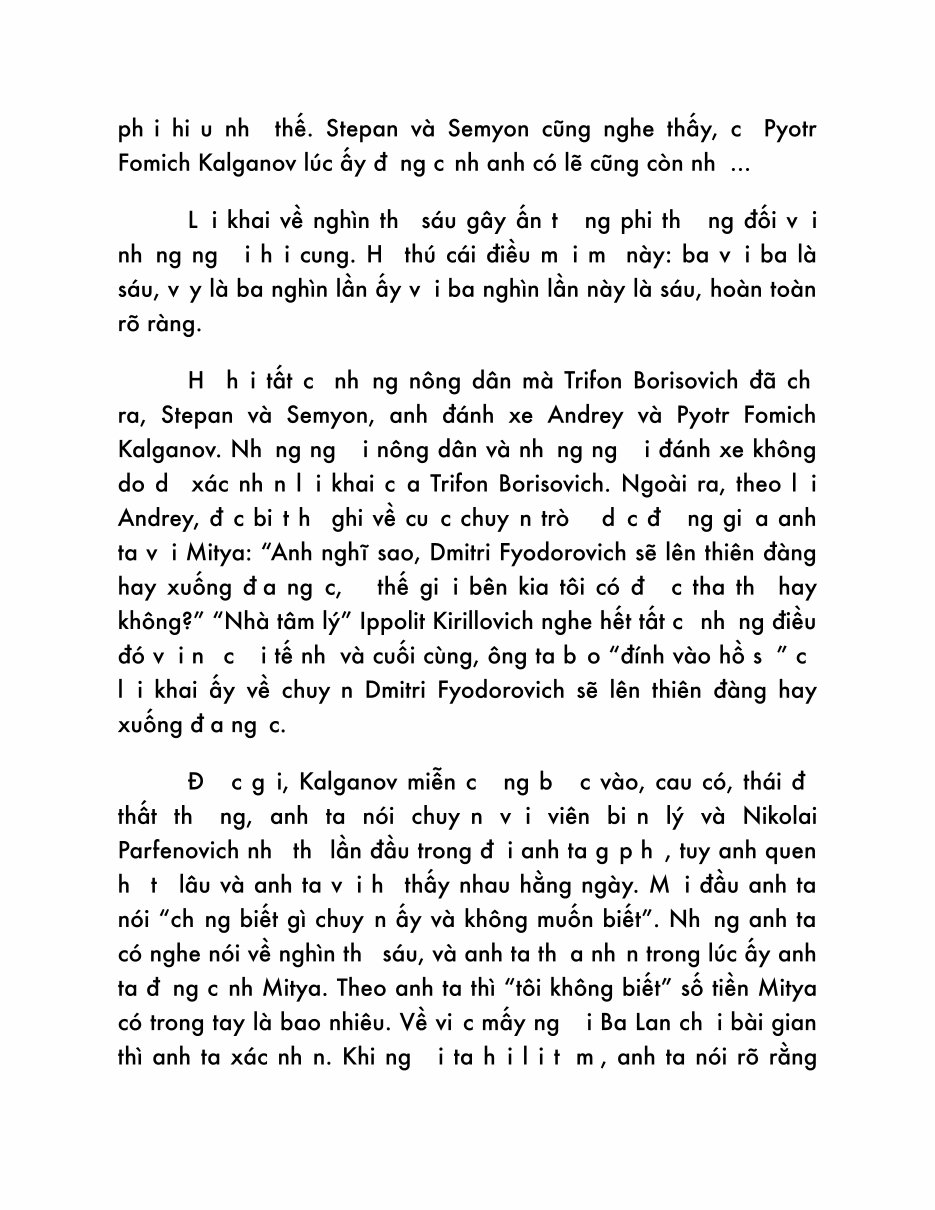 ph i hi u nh  thế. Stepan và Semyon cũng nghe thấy, c  Pyotr
Fomich Kalganov lúc ấy đ ng c nh anh có lẽ cũng còn nh ...
L i khai về nghìn th  sáu gây ấn t ng phi th ng đối v i
nh ng ng  i h i cung. H  thú cái điều m i m  này: ba v i ba là
sáu, v y là ba nghìn lần ấy v i ba nghìn lần này là sáu, hoàn toàn
rõ ràng.
H  h i tất c  nh ng nông dân mà Trifon Borisovich đã ch
ra, Stepan và Semyon, anh đánh xe Andrey và Pyotr Fomich
Kalganov. Nh ng ng  i nông dân và nh ng ng  i đánh xe không
do d  xác nh n l i khai c a Trifon Borisovich. Ngoài ra, theo l i
Andrey, đ c bi t h  ghi về cu c chuy n trò  d c đ  ng gi a anh
ta v i Mitya: “Anh nghĩ sao, Dmitri Fyodorovich sẽ lên thiên đàng
hay xuống đ a ng c,  thế gi i bên kia tôi có đ  c tha th  hay
không?” “Nhà tâm lý” Ippolit Kirillovich nghe hết tất c  nh ng điều
đó v i n  c  i tế nh  và cuối cùng, ông ta b o “đính vào hồ s ” c
l i khai ấy về chuy n Dmitri Fyodorovich sẽ lên thiên đàng hay
xuống đ a ng c.
Đ  c g i, Kalganov miễn c  ng b  c vào, cau có, thái đ
thất th  ng, anh ta nói chuy n v i viên bi n lý và Nikolai
Parfenovich nh  th  lần đầu trong đ i anh ta g p h , tuy anh quen
h  t  lâu và anh ta v i h  thấy nhau hằng ngày. M i đầu anh ta
nói “ch ng biết gì chuy n ấy và không muốn biết”. Nh ng anh ta
có nghe nói về nghìn th  sáu, và anh ta th a nh n trong lúc ấy anh
ta đ ng c nh Mitya. Theo anh ta thì “tôi không biết” số tiền Mitya
có trong tay là bao nhiêu. Về vi c mấy ng  i Ba Lan ch i bài gian
thì anh ta xác nh n. Khi ng  i ta h i l i t m , anh ta nói rõ rằng